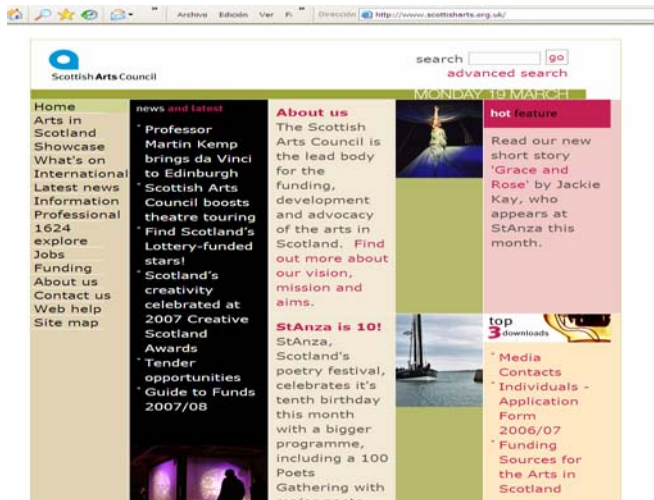 Archivo Edición Ver Dirección http://www.scottisharts.org.uk/
Scottish Arts Council
search go
advanced search
MONDAY 19 MARCH
Home
Arts in
Scotland
Showcase
What's on
International
Latest news
Information
Professional
1624
explore
Jobs
Funding
About us
Contact us
Web help
Site map
news and latest
Professor
Martin Kemp
brings da Vinci
to Edinburgh
Scottish Arts
Council boosts
theatre touring
Find Scotland's
Lottery-funded
stars!
Scotland's
creativity
celebrated at
2007 Creative
Scotland
Awards
Tender
opportunities
Guide to Funds
2007/08
About us
The Scottish
Arts Council is
the lead body
for the
funding,
development
and advocacy
of the arts in
Scotland. Find
out more about
our vision,
mission and
aims.
StAnza is 10!
StAnza,
Scotland's
poetry festival,
celebrates it's
tenth birthday
this month
with a bigger
programme,
including a 100
Poets
Gathering with
hot feature
Read our new
short story
'Grace and
Rose' by Jackie
Kay, who
appears at
StAnza this
month.
top
3 downloads
Media
Contacts
Individuals -
Application
Form
2006/07
Funding
Sources for
the Arts in
Scotland